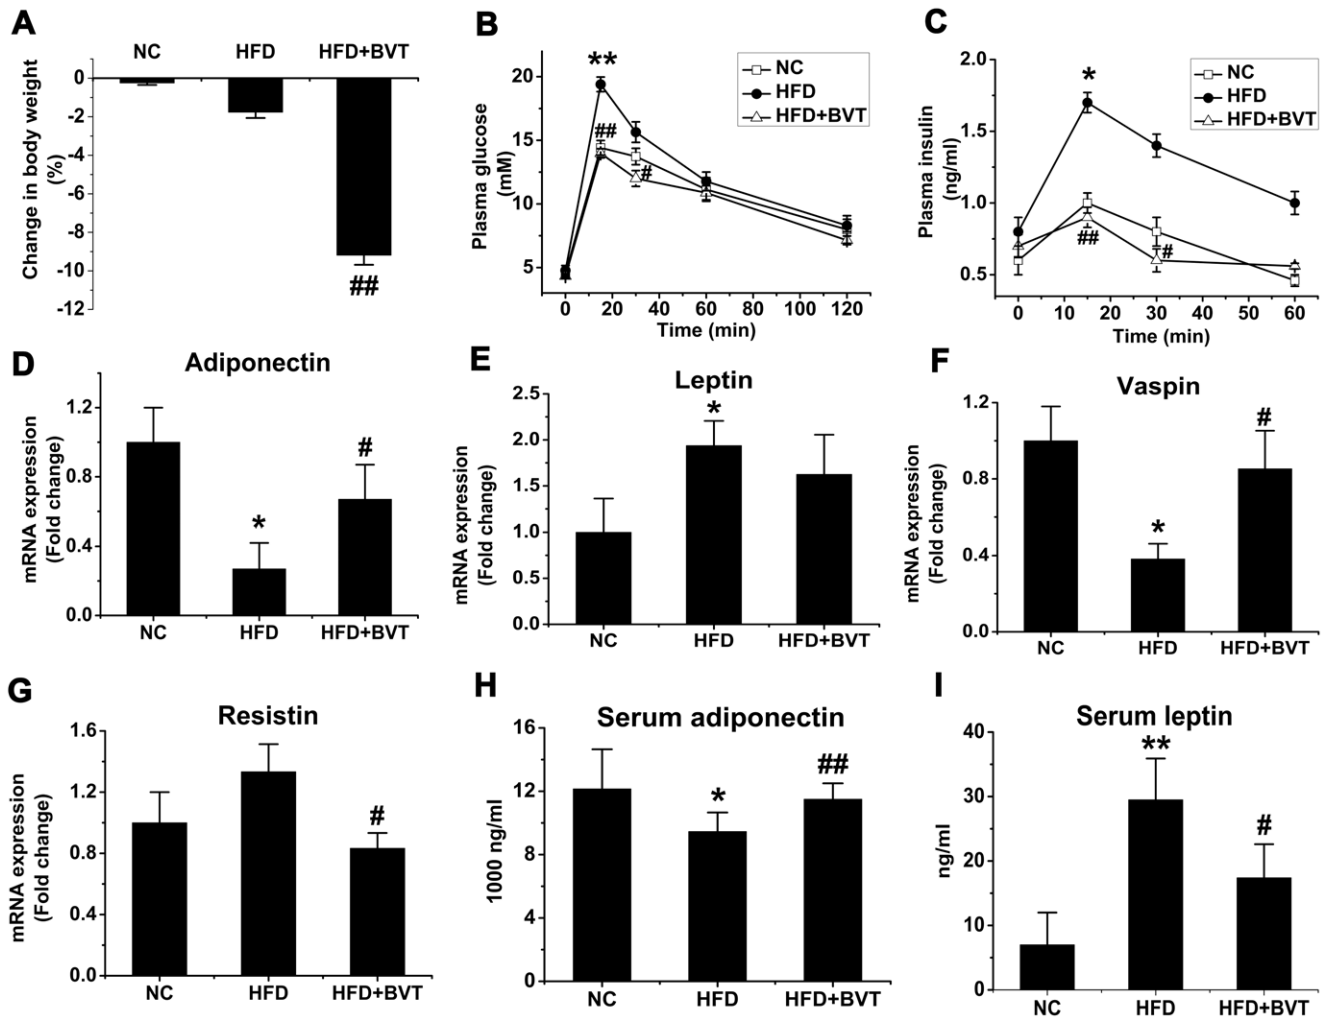 A
NC HFD HFD+BVT
Change in body weight
(%)
0
-2
-4
-6
-8
-10
-12
##
B
Plasma glucose
(mM)
20
15
10
5
**
##
#
NC
HFD
HFD+BVT
0 20 40 60 80 100 120
Time (min)
C
Plasma insulin
(ng/ml)
2.0
1.5
1.0
0.5
*
##
#
NC
HFD
HFD+BVT
0 10 20 30 40 50 60
Time (min)
D
Adiponectin
mRNA expression
(Fold change)
1.2
0.8
0.4
0.0
*
#
NC HFD HFD+BVT
E
Leptin
mRNA expression
(Fold change)
2.5
2.0
1.5
1.0
0.5
0.0
*
NC HFD HFD+BVT
F
Vaspin
mRNA expression
(Fold change)
1.2
0.8
0.4
0.0
*
#
NC HFD HFD+BVT
G
Resistin
mRNA expression
(Fold change)
1.6
1.2
0.8
0.4
0.0
#
NC HFD HFD+BVT
H
Serum adiponectin
1000 ng/ml
16
12
8
4
0
*
##
NC HFD HFD+BVT
I
Serum leptin
ng/ml
40
30
20
10
0
**
#
NC HFD HFD+BVT